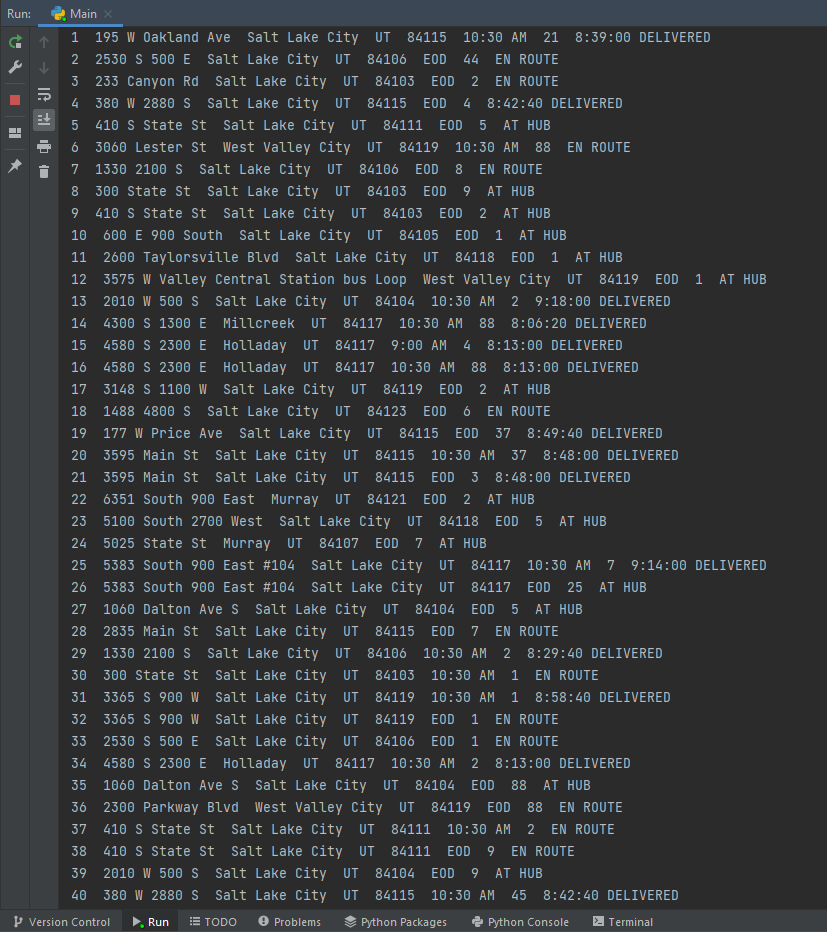 Run: Main
1 195 W Oakland Ave Salt Lake City UT 84115 10:30 AM 21 8:39:00 DELIVERED
2 2530 S 500 E Salt Lake City UT 84106 EOD 44 EN ROUTE
3 233 Canyon Rd Salt Lake City UT 84103 EOD 2 EN ROUTE
4 380 W 2880 S Salt Lake City UT 84115 EOD 4 8:42:40 DELIVERED
5 410 S State St Salt Lake City UT 84111 EOD 5 AT HUB
6 3060 Lester St West Valley City UT 84119 10:30 AM 88 EN ROUTE
7 1330 2100 S Salt Lake City UT 84106 EOD 8 EN ROUTE
8 300 State St Salt Lake City UT 84103 EOD 9 AT HUB
9 410 S State St Salt Lake City UT 84103 EOD 2 AT HUB
10 600 E 900 South Salt Lake City UT 84105 EOD 1 AT HUB
11 2600 Taylorsville Blvd Salt Lake City UT 84118 EOD 1 AT HUB
12 3575 W Valley Central Station bus Loop West Valley City UT 84119 EOD 1 AT HUB
13 2010 W 500 S Salt Lake City UT 84104 10:30 AM 2 9:18:00 DELIVERED
14 4300 S 1300 E Millcreek UT 84117 10:30 AM 88 8:06:20 DELIVERED
15 4580 S 2300 E Holladay UT 84117 9:00 AM 4 8:13:00 DELIVERED
16 4580 S 2300 E Holladay UT 84117 10:30 AM 88 8:13:00 DELIVERED
17 3148 S 1100 W Salt Lake City UT 84119 EOD 2 AT HUB
18 1488 4800 S Salt Lake City UT 84123 EOD 6 EN ROUTE
19 177 W Price Ave Salt Lake City UT 84115 EOD 37 8:49:40 DELIVERED
20 3595 Main St Salt Lake City UT 84115 10:30 AM 37 8:48:00 DELIVERED
21 3595 Main St Salt Lake City UT 84115 EOD 3 8:48:00 DELIVERED
22 6351 South 900 East Murray UT 84121 EOD 2 AT HUB
23 5100 South 2700 West Salt Lake City UT 84118 EOD 5 AT HUB
24 5025 State St Murray UT 84107 EOD 7 AT HUB
25 5383 South 900 East #104 Salt Lake City UT 84117 10:30 AM 7 9:14:00 DELIVERED
26 5383 South 900 East #104 Salt Lake City UT 84117 EOD 25 AT HUB
27 1060 Dalton Ave S Salt Lake City UT 84104 EOD 5 AT HUB
28 2835 Main St Salt Lake City UT 84115 EOD 7 EN ROUTE
29 1330 2100 S Salt Lake City UT 84106 10:30 AM 2 8:29:40 DELIVERED
30 300 State St Salt Lake City UT 84103 10:30 AM 1 EN ROUTE
31 3365 S 900 W Salt Lake City UT 84119 10:30 AM 1 8:58:40 DELIVERED
32 3365 S 900 W Salt Lake City UT 84119 EOD 1 EN ROUTE
33 2530 S 500 E Salt Lake City UT 84106 EOD 1 EN ROUTE
34 4580 S 2300 E Holladay UT 84117 10:30 AM 2 8:13:00 DELIVERED
35 1060 Dalton Ave S Salt Lake City UT 84104 EOD 88 AT HUB
36 2300 Parkway Blvd West Valley City UT 84119 EOD 88 EN ROUTE
37 410 S State St Salt Lake City UT 84111 10:30 AM 2 EN ROUTE
38 410 S State St Salt Lake City UT 84111 EOD 9 EN ROUTE
39 2010 W 500 S Salt Lake City UT 84104 EOD 9 AT HUB
40 380 W 2880 S Salt Lake City UT 84115 10:30 AM 45 8:42:40 DELIVERED
Version Control Run TODO Problems Python Packages Python Console Terminal